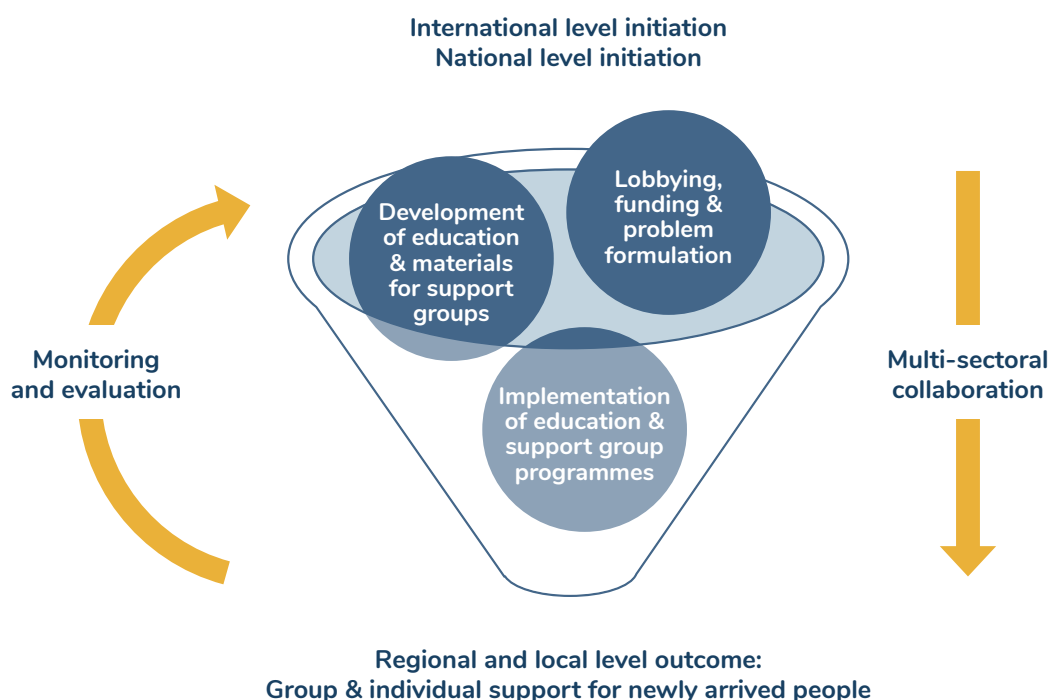 International level initiation
National level initiation
Lobbying,
funding &
problem
formulation
Development
of education
& materials
for support
groups
Monitoring
and evaluation
Multi-sectoral
collaboration
Implementation
of education &
support group
programmes
Regional and local level outcome:
Group & individual support for newly arrived people